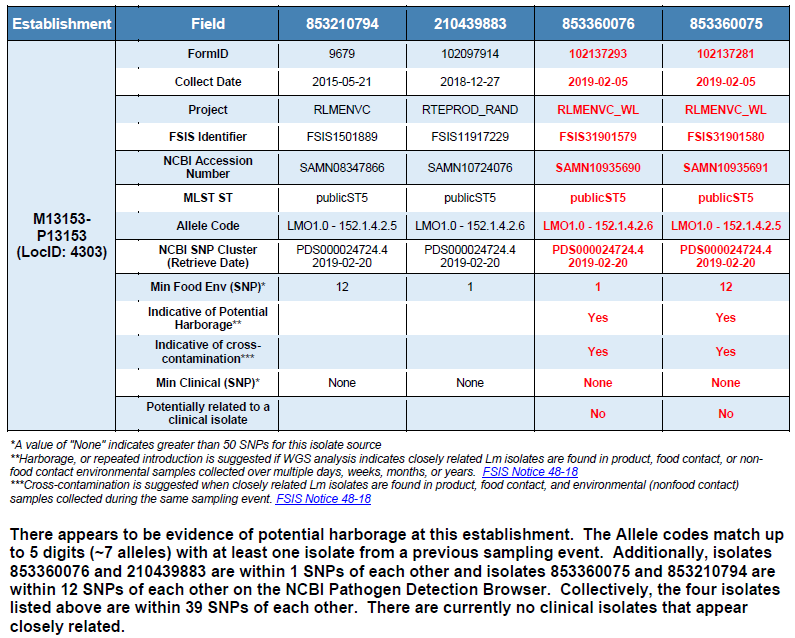 Establishment Field 853210794 210439883 853360076 853360075
M13153-
P13153
(LocID: 4303)
FormID 9679 102097914 102137293 102137281
Collect Date 2015-05-21 2018-12-27 2019-02-05 2019-02-05
Project RLMENVC RTEPROD_RAND RLMENVC_WL RLMENVC_WL
FSIS Identifier FSIS1501889 FSIS11917229 FSIS31901579 FSIS31901580
NCBI Accession
Number SAMN08347866 SAMN10724076 SAMN10935690 SAMN10935691
MLST ST publicST5 publicST5 publicST5 publicST5
Allele Code LMO1.0 - 152.1.4.2.5 LMO1.0 - 152.1.4.2.6 LMO1.0 - 152.1.4.2.6 LMO1.0 - 152.1.4.2.5
NCBI SNP Cluster PDS000024724.4 PDS000024724.4 PDS000024724.4 PDS000024724.4
(Retrieve Date) 2019-02-20 2019-02-20 2019-02-20 2019-02-20
Min Food Env (SNP)* 12 1 1 12
Indicative of Potential
Harborage** Yes Yes
Indicative of cross-
contamination*** Yes Yes
Min Clinical (SNP)* None None None None
Potentially related to a
clinical isolate No No
*A value of "None" indicates greater than 50 SNPs for this isolate source
**Harborage, or repeated introduction is suggested if WGS analysis indicates closely related Lm isolates are found in product, food contact, or non-
food contact environmental samples collected over multiple days, weeks, months, or years. FSIS Notice 48-18
***Cross-contamination is suggested when closely related Lm isolates are found in product, food contact, and environmental (nonfood contact)
samples collected during the same sampling event. FSIS Notice 48-18
There appears to be evidence of potential harborage at this establishment. The Allele codes match up
to 5 digits (~7 alleles) with at least one isolate from a previous sampling event. Additionally, isolates
853360076 and 210439883 are within 1 SNPs of each other and isolates 853360075 and 853210794 are
within 12 SNPs of each other on the NCBI Pathogen Detection Browser. Collectively, the four isolates
listed above are within 39 SNPs of each other. There are currently no clinical isolates that appear
closely related.